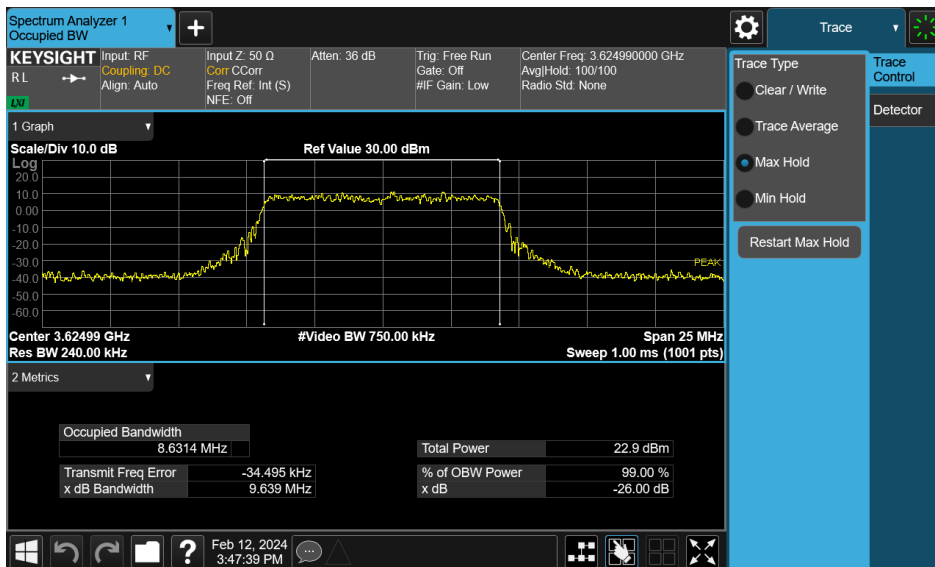 Spectrum Analyzer 1
Occupied BW
Trace
KEYSIGHT
R L
LXI
Input: RF
Coupling: DC
Align: Auto
Input Z: 50 Ω
Corr CCorr
Freq Ref: Int (S)
NFE: Off
Atten: 36 dB
Trig: Free Run
Gate: Off
#IF Gain: Low
Center Freq: 3.624990000 GHz
Avg|Hold: 100/100
Radio Std: None
1 Graph
Scale/Div 10.0 dB
Ref Value 30.00 dBm
Log
20.0
10.0
0.00
-10.0
-20.0
-30.0
-40.0
-50.0
-60.0
PEAK
Center 3.62499 GHz
#Video BW 750.00 kHz
Span 25 MHz
Res BW 240.00 kHz
Sweep 1.00 ms (1001 pts)
2 Metrics
Occupied Bandwidth
8.6314 MHz
Total Power 22.9 dBm
Transmit Freq Error -34.495 kHz
% of OBW Power 99.00 %
x dB Bandwidth 9.639 MHz
x dB -26.00 dB
Feb 12, 2024
3:47:39 PM
Trace Type
Clear / Write
Trace Average
Max Hold
Min Hold
Restart Max Hold
Trace
Control
Detector